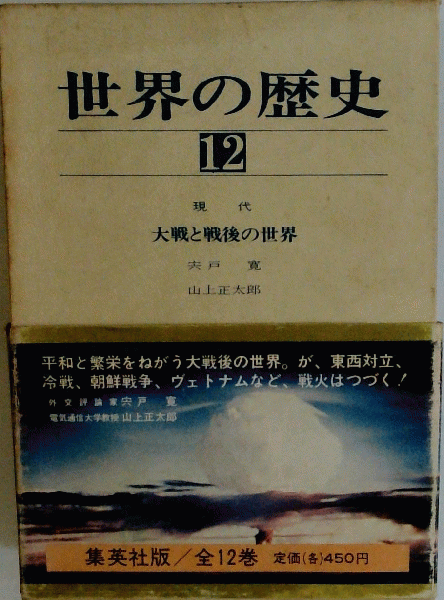 世界の歴史
12
現代
大戦と戦後の世界
宍戸 寛
山上正太郎
平和と繁栄をねがう大戦後の世界。が、東西対立、
冷戦、朝鮮戦争、ヴェトナムなど、戦火はつづく!
外交評論家 宍戸 寛
電気通信大学教授 山上正太郎
集英社版/全12巻 定価(各)450円